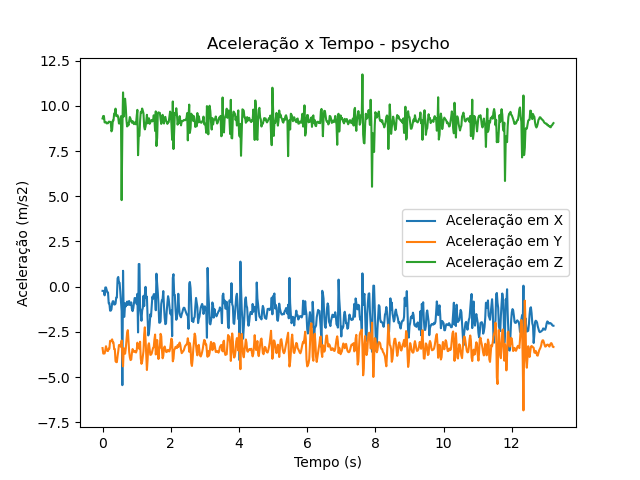 Aceleração x Tempo - psycho
12.5
10.0
7.5
5.0
2.5
0.0
−2.5
−5.0
−7.5
Aceleração (m/s2)
Aceleração em X
Aceleração em Y
Aceleração em Z
0 2 4 6 8 10 12
Tempo (s)